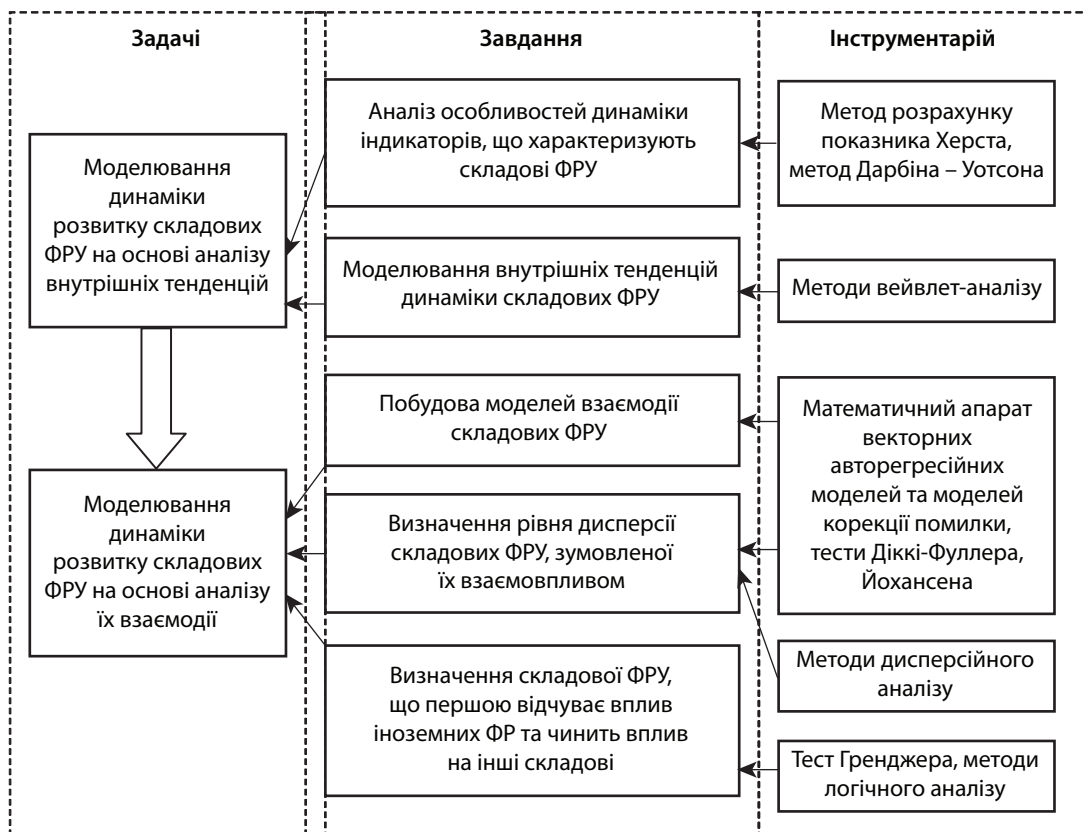 Задачі
Завдання
Інструментарій
Моделювання
динаміки
розвитку складових
ФРУ на основі аналізу
внутрішніх тенденцій
Моделювання
динаміки
розвитку складових
ФРУ на основі аналізу
їх взаємодії
Аналіз особливостей динаміки
індикаторів, що характеризують
складові ФРУ
Моделювання внутрішніх тенденцій
динаміки складових ФРУ
Побудова моделей взаємодії
складових ФРУ
Визначення рівня дисперсії
складових ФРУ, зумовленої
їх взаємовпливом
Визначення складової ФРУ,
що першою відчуває вплив
іноземних ФР та чинить вплив
на інші складові
Метод розрахунку
показника Херста,
метод Дарбіна – Уотсона
Методи вейвлет-аналізу
Математичний апарат
векторних
авторегресійних
моделей та моделей
корекції помилки,
тести Діккі-Фуллера,
Йохансена
Методи дисперсійного
аналізу
Тест Гренджера, методи
логічного аналізу